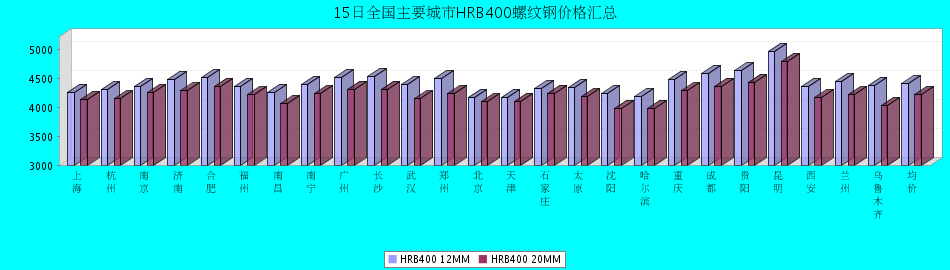 15日全国主要城市HRB400螺纹钢价格汇总
5000
4500
4000
3500
3000
上海 杭州 南京 济南 合肥 福州 南昌 南宁 广州 长沙 武汉 郑州 北京 天津 石家庄 太原 沈阳 哈尔滨 重庆 成都 贵阳 昆明 西安 兰州 乌鲁木齐 均价
HRB400 12MM HRB400 20MM